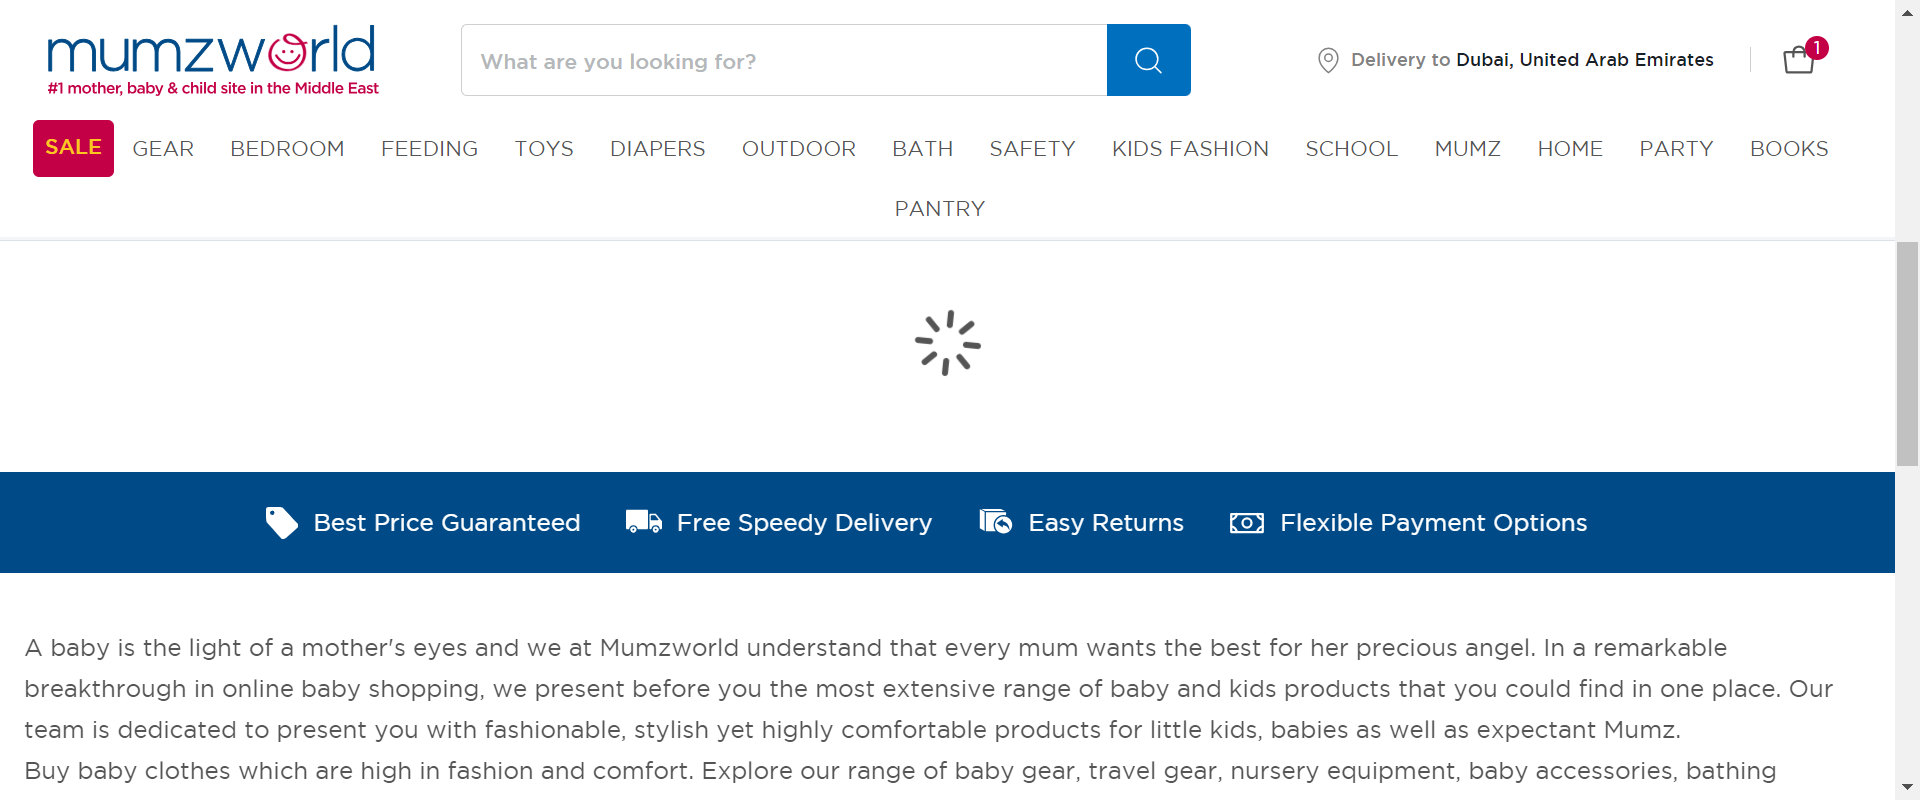 mumzworld
#1 mother, baby & child site in the Middle East
What are you looking for?
Delivery to Dubai, United Arab Emirates
1
SALE GEAR BEDROOM FEEDING TOYS DIAPERS OUTDOOR BATH SAFETY KIDS FASHION SCHOOL MUMZ HOME PARTY BOOKS
PANTRY
Best Price Guaranteed Free Speedy Delivery Easy Returns Flexible Payment Options
A baby is the light of a mother's eyes and we at Mumzworld understand that every mum wants the best for her precious angel. In a remarkable
breakthrough in online baby shopping, we present before you the most extensive range of baby and kids products that you could find in one place. Our
team is dedicated to present you with fashionable, stylish yet highly comfortable products for little kids, babies as well as expectant Mumz.
Buy baby clothes which are high in fashion and comfort. Explore our range of baby gear, travel gear, nursery equipment, baby accessories, bathing